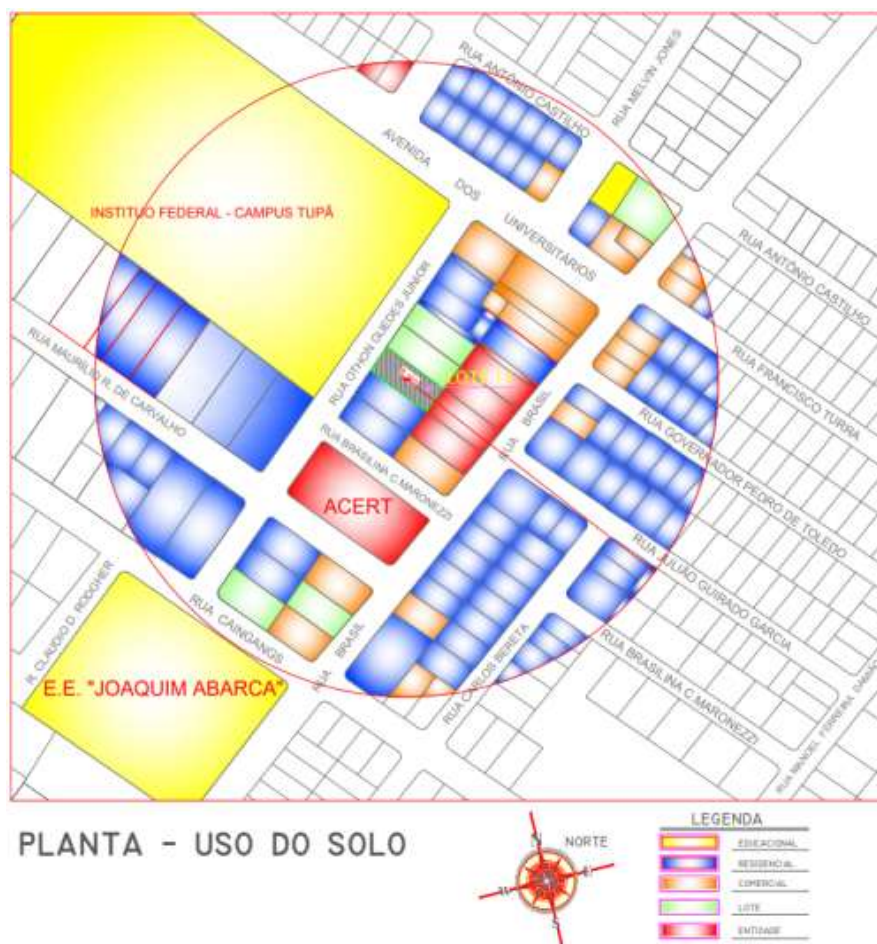 RUA ANTÔNIO CASTILHO
RUA MELVIN JONES
AVENIDA DOS UNIVERSITÁRIOS
INSTITUO FEDERAL - CAMPUS TUPÃ
RUA ANTÔNIO CASTILHO
RUA OTHON GUEDES JUNIOR
RUA FRANCISCO TURRA
RUA MAURILIO R. DE CARVALHO
RUA BRASIL
RUA GOVERNADOR PEDRO DE TOLEDO
RUA BRASILINA C.MARONEZZI
ACERT
RUA JULIÃO GUIRADO GARCIA
R. CLAUDIO D. RODGHER
RUA CAINGANGS
RUA BRASIL
RUA CARLOS BERETA
RUA BRASILINA C.MARONEZZI
E.E. "JOAQUIM ABARCA"
PLANTA - USO DO SOLO
N
NORTE
E
W
S
LEGENDA
EDUCACIONAL
RESIDENCIAL
COMERCIAL
LOTE
ENTIDADE